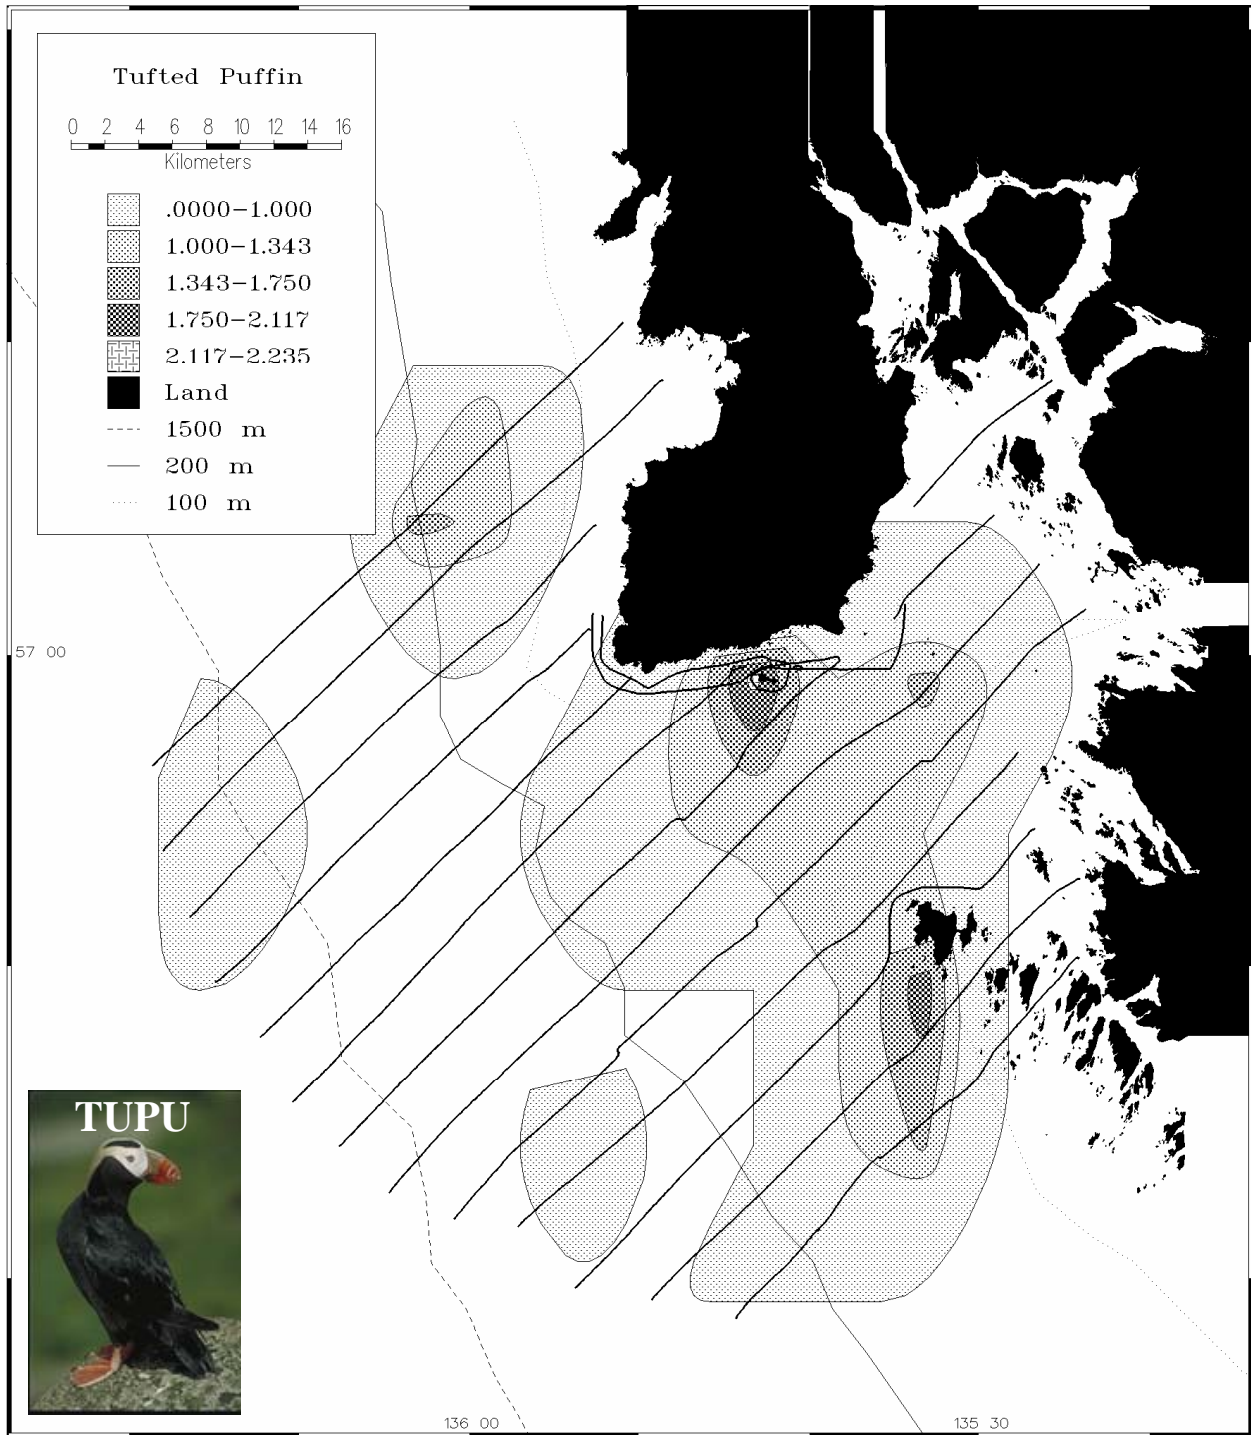 Tufted Puffin
0 2 4 6 8 10 12 14 16
Kilometers
.0000-1.000
1.000-1.343
1.343-1.750
1.750-2.117
2.117-2.235
Land
1500 m
200 m
100 m
57 00
TUPU
136 00
135 30